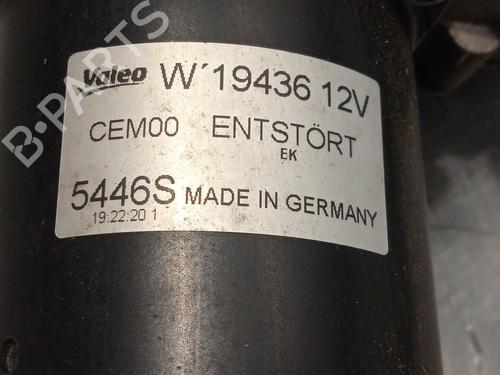 Valeo W´19436 12V
CEM00 ENTSTÖRT
EK
5446S MADE IN GERMANY
19:22:20 1
B-PARTS